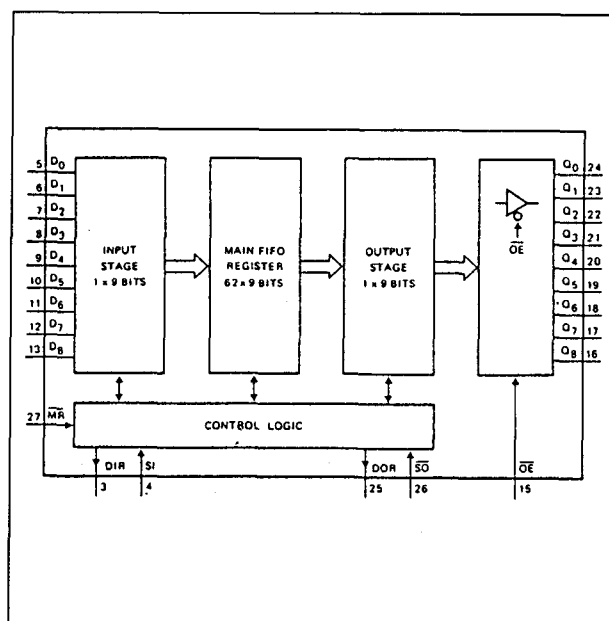 5 D0
6 D1
7 D2
8 D3
9 D4
10 D5
11 D6
12 D7
13 D8
INPUT
STAGE
1 x 9 BITS
MAIN FIFO
REGISTER
62 x 9 BITS
OUTPUT
STAGE
1 x 9 BITS
OE
Q0 24
Q1 23
Q2 22
Q3 21
Q4 20
Q5 19
Q6 18
Q7 17
Q8 16
27 MR
CONTROL LOGIC
DIR
SI
DOR
SO
OE
3
4
25
26
15